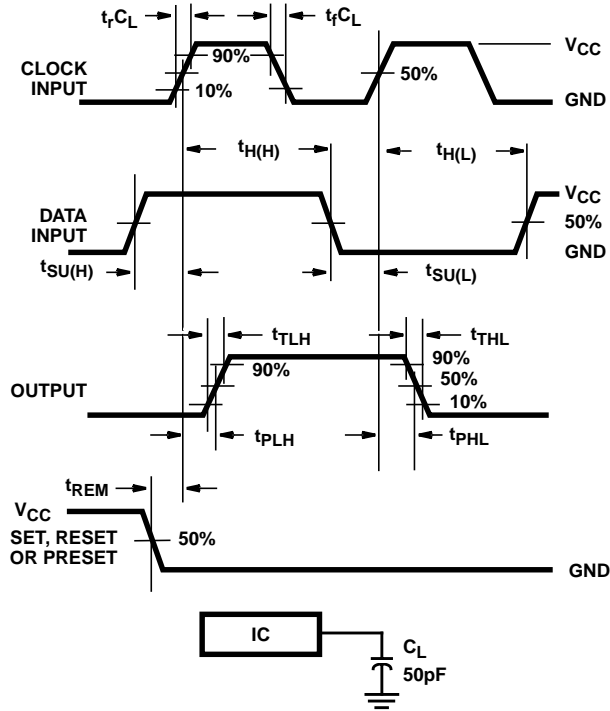 trCL
tfCL
CLOCK
INPUT
90%
10%
50%
VCC
GND
tH(H)
tH(L)
DATA
INPUT
VCC
50%
GND
tSU(H)
tSU(L)
tTLH
tTHL
OUTPUT
90%
90%
50%
10%
tPLH
tPHL
tREM
VCC
SET, RESET
OR PRESET
50%
GND
IC
CL
50pF